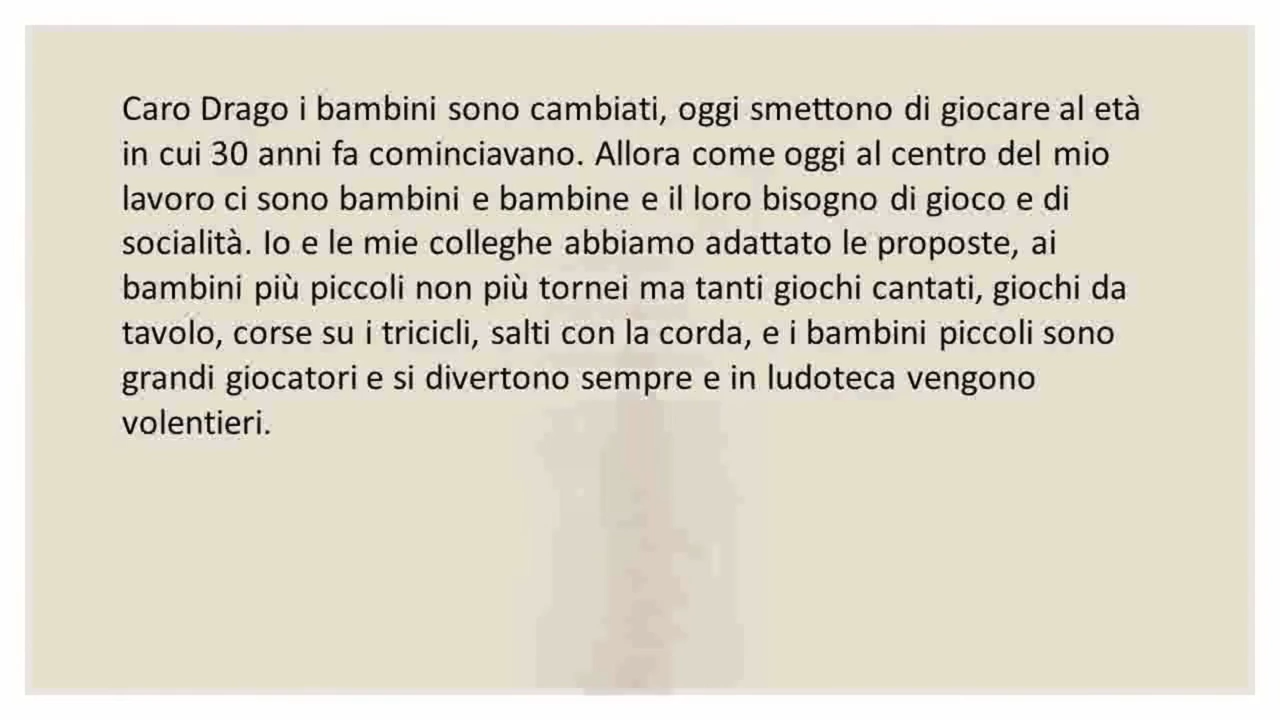 Caro Drago i bambini sono cambiati, oggi smettono di giocare al età
in cui 30 anni fa cominciavano. Allora come oggi al centro del mio
lavoro ci sono bambini e bambine e il loro bisogno di gioco e di
socialità. Io e le mie colleghe abbiamo adattato le proposte, ai
bambini più piccoli non più tornei ma tanti giochi cantati, giochi da
tavolo, corse su i tricicli, salti con la corda, e i bambini piccoli sono
grandi giocatori e si divertono sempre e in ludoteca vengono
volentieri.